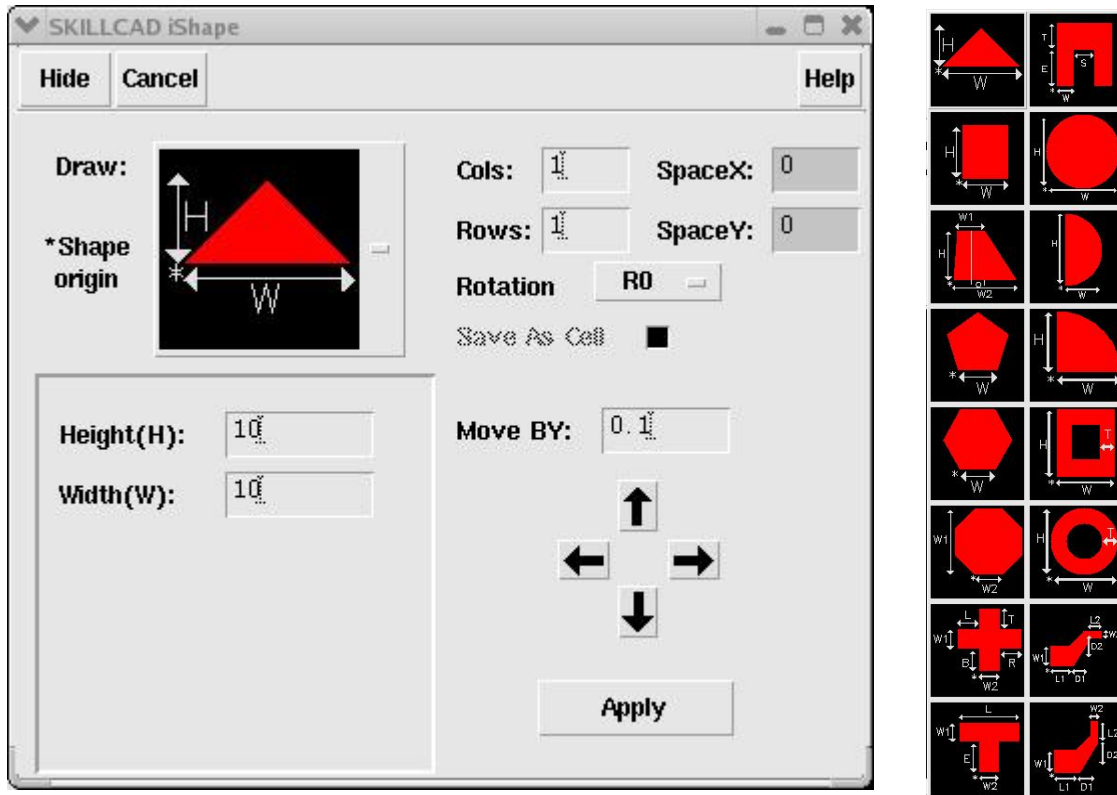 SKILLCAD iShape
Hide Cancel Help
Draw:
*Shape
origin
H
*
W
Cols: 1 SpaceX: 0
Rows: 1 SpaceY: 0
Rotation R0
Save As Cell
Height(H): 10
Width(W): 10
Move BY: 0.1
Apply
H
*
W
T
S
E
*
W
H
*
W
H
*
W
W1
H
*
W2
H
*
W
*
W
H
*
W
*
W
H
T
*
W
W1
*
W2
H
T
*
W
L T
W1
B R
*
W2
L2
D2
W1
*
L1 D1
L
W1
E
*
W2
W2
L2
D2
W1
*
L1 D1